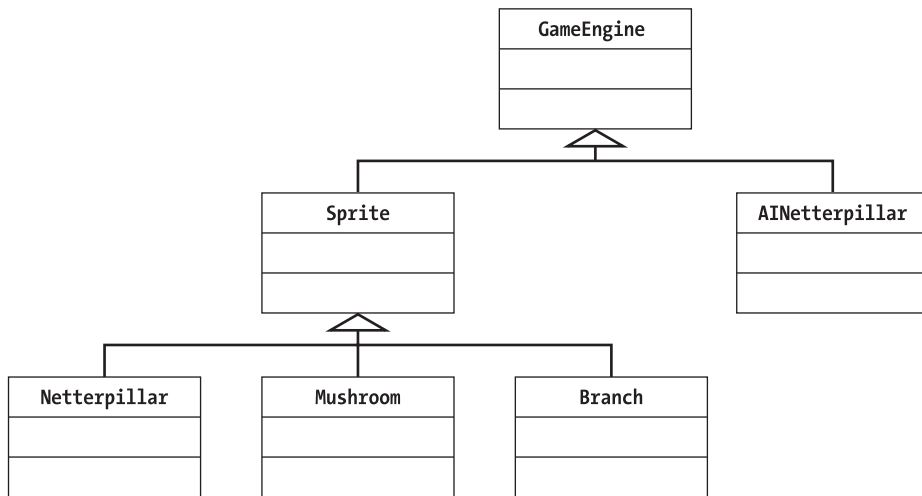 GameEngine
Sprite
AINetterpillar
Netterpillar
Mushroom
Branch